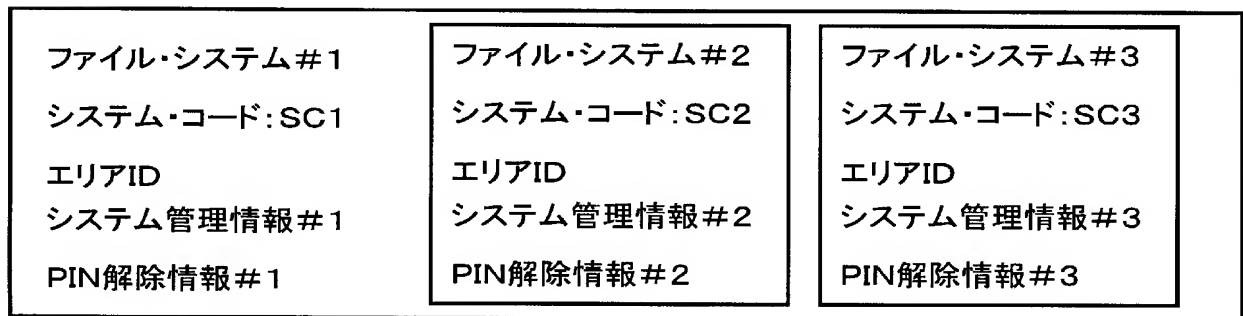 ファイル・システム#1
システム・コード:SC1
エリアID
システム管理情報#1
PIN解除情報#1
ファイル・システム#2
システム・コード:SC2
エリアID
システム管理情報#2
PIN解除情報#2
ファイル・システム#3
システム・コード:SC3
エリアID
システム管理情報#3
PIN解除情報#3